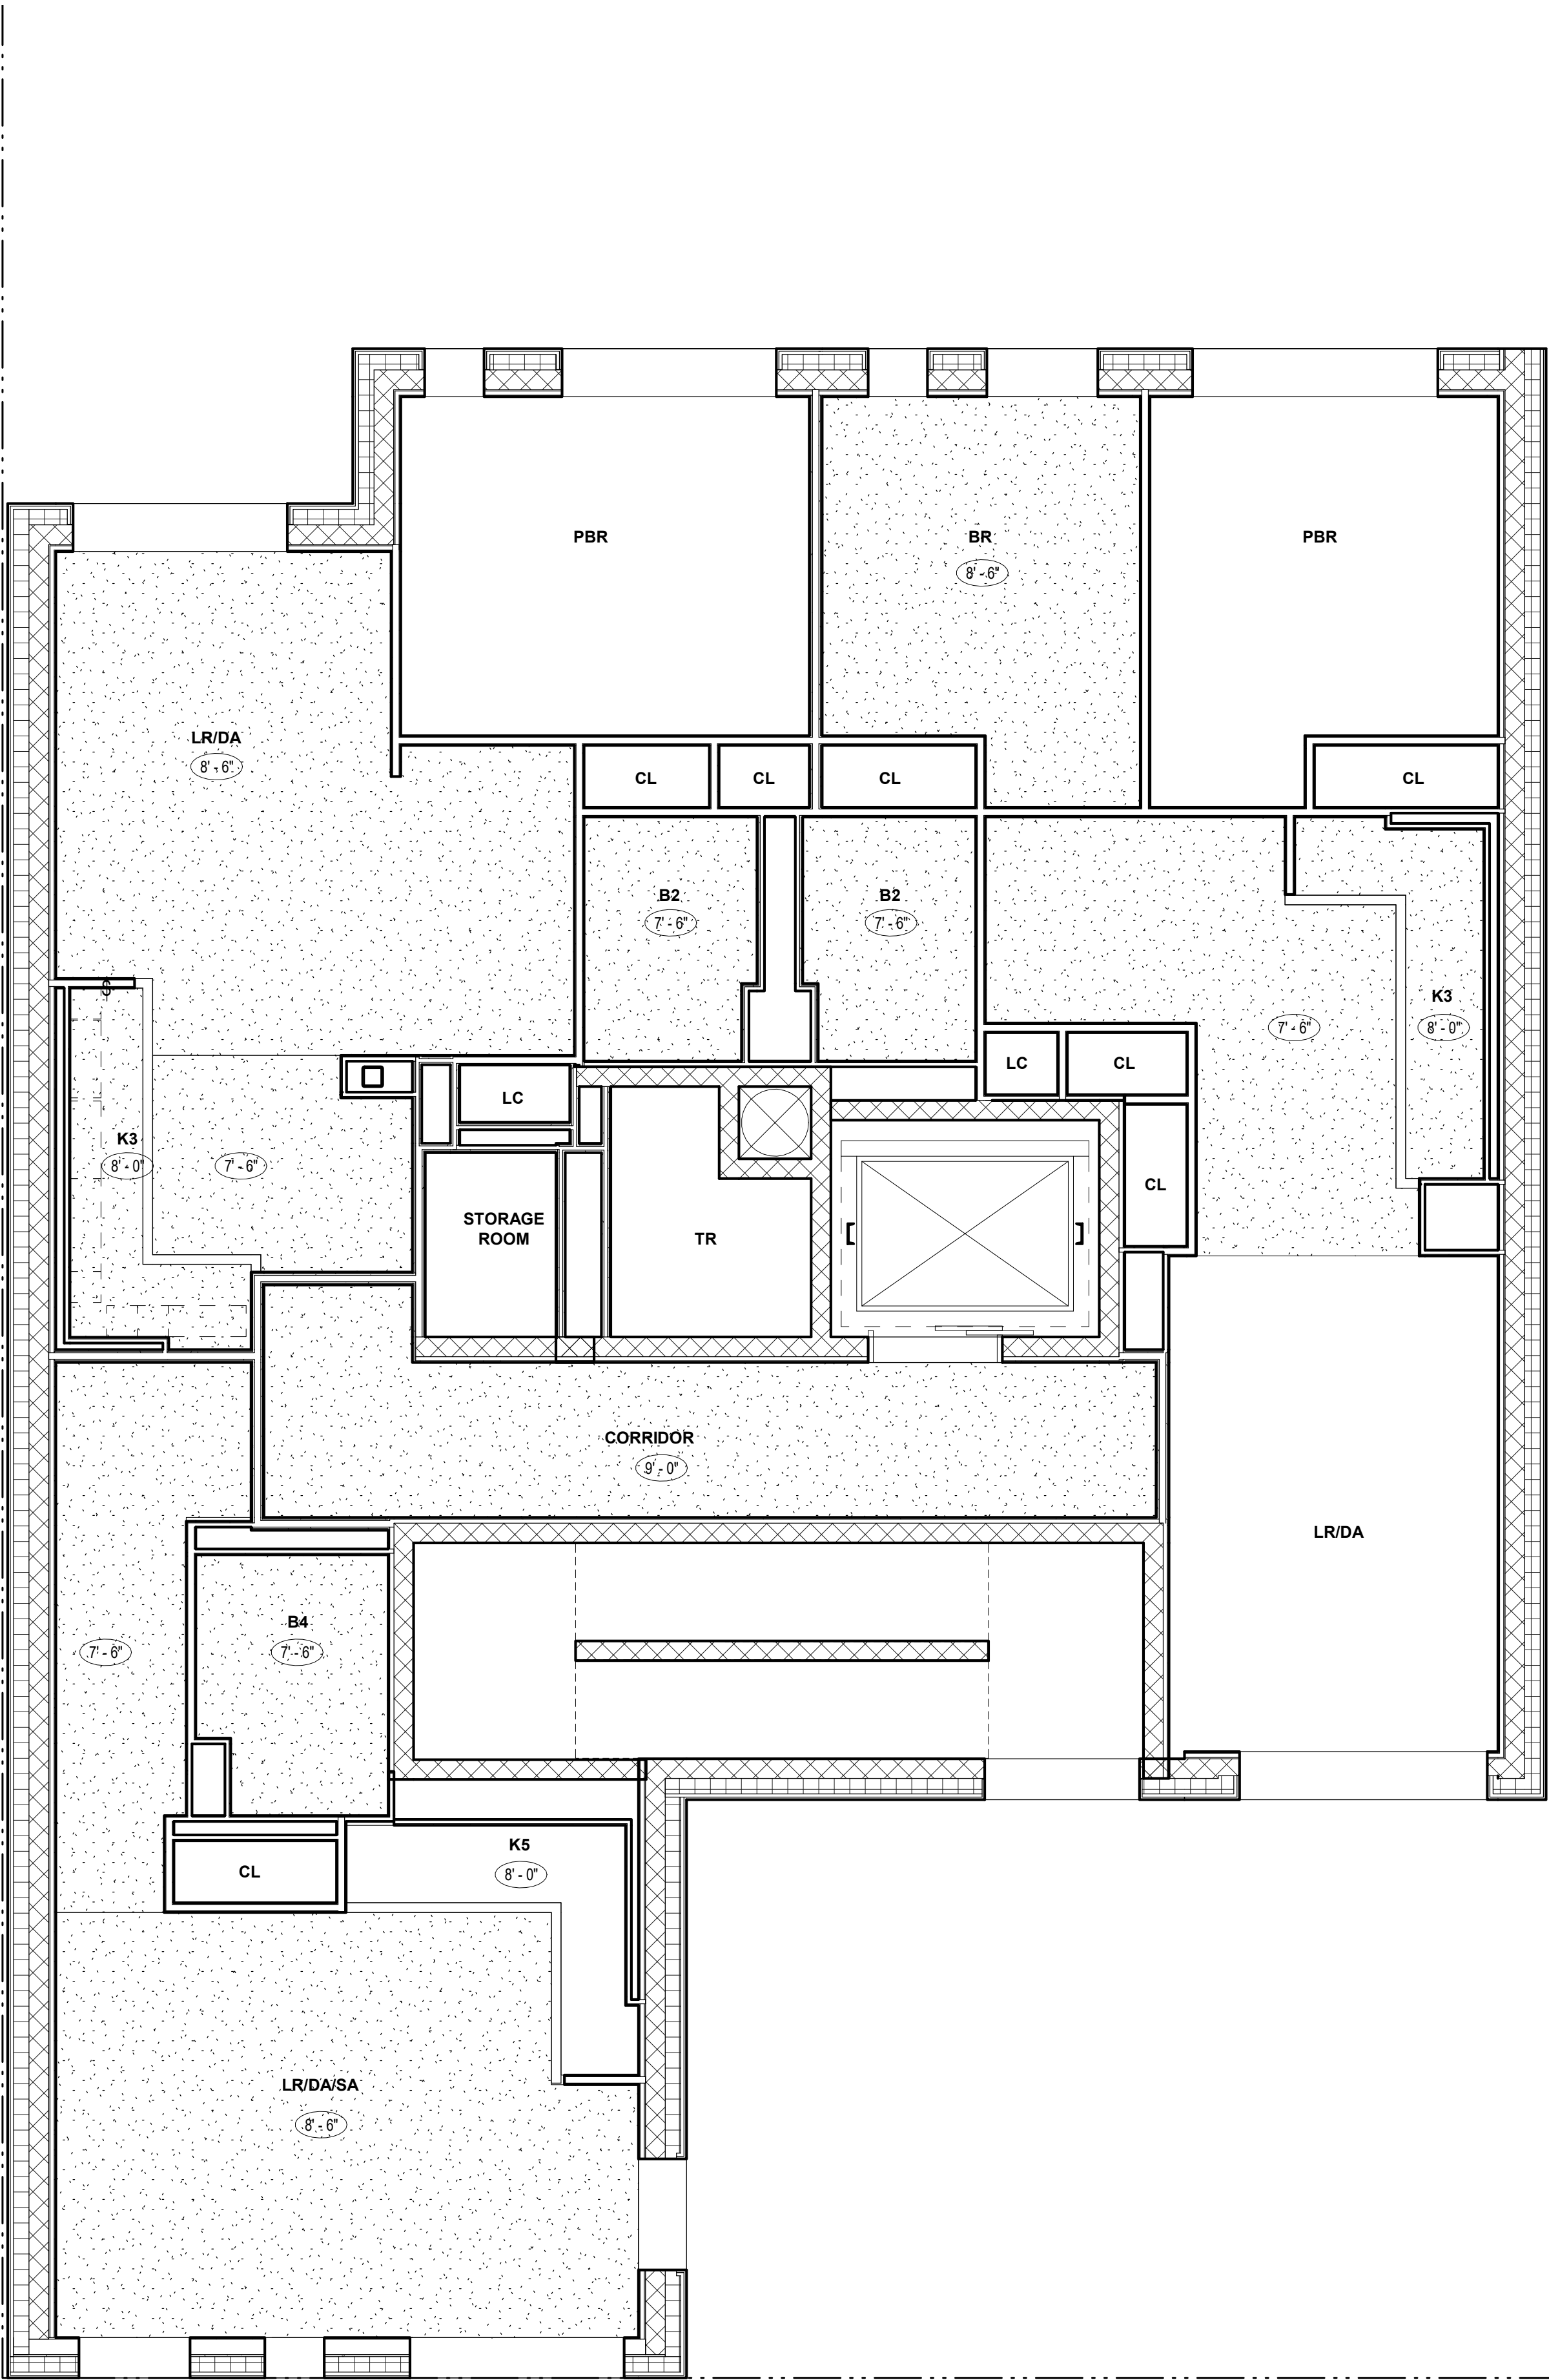 PBR
BR
8' - 6"
PBR
LR/DA
8' - 6"
CL
CL
CL
CL
B2
7' - 6"
B2
7' - 6"
K3
8' - 0"
7' - 6"
LC
CL
LC
K3
8' - 0"
7' - 6"
CL
STORAGE
ROOM
TR
CORRIDOR
9' - 0"
LR/DA
B4
7' - 6"
7' - 6"
K5
8' - 0"
CL
LR/DA/SA
8' - 6"